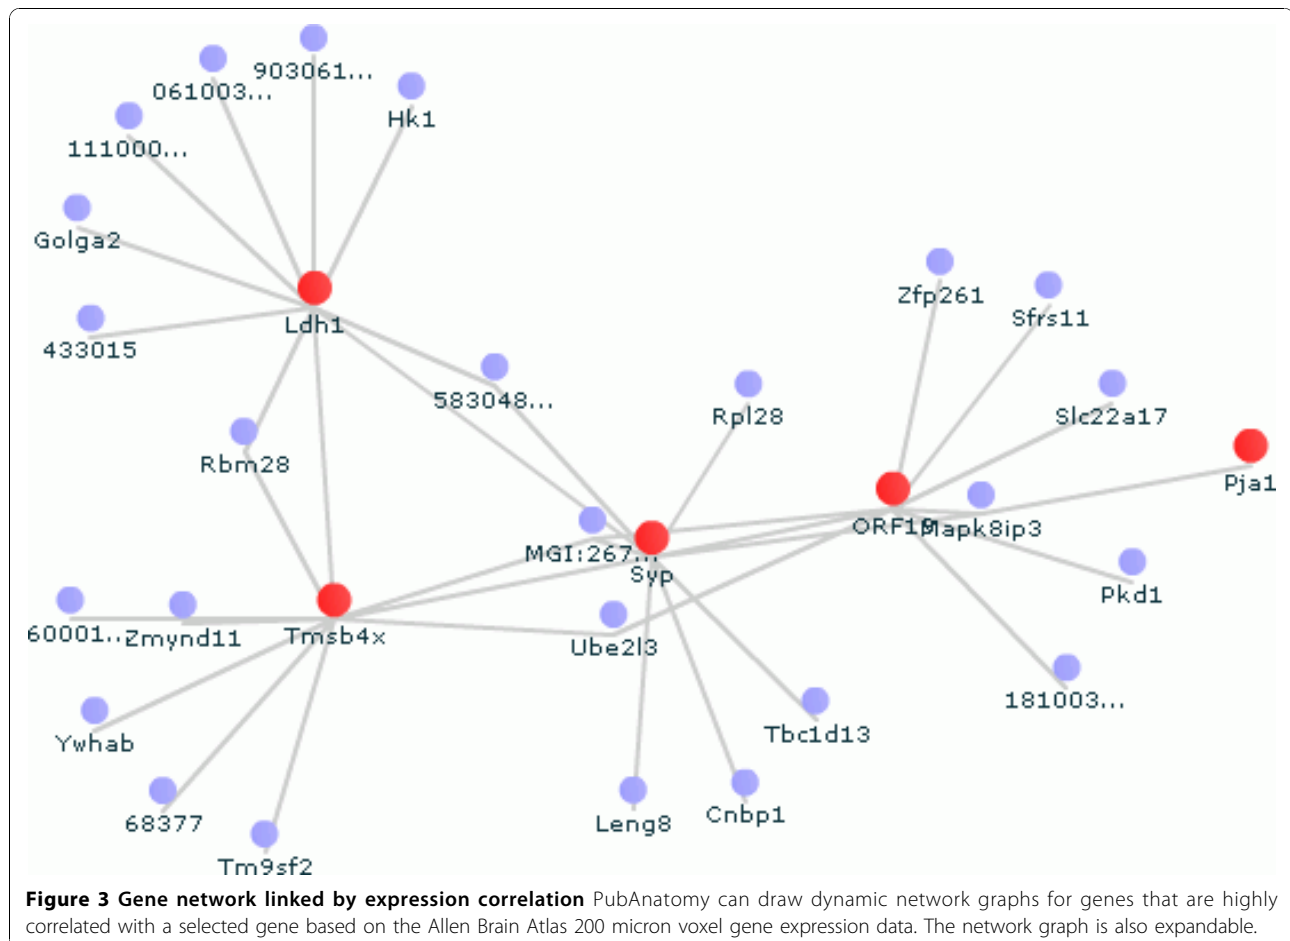 903061...
061003...
Hk1
111000...
Golga2
Ldh1
433015
Zfp261
Sfrs11
583048...
Rpl28
Slc22a17
Rbm28
Pja1
ORF19
Mapk8ip3
MGI:267...
Syp
Pkd1
60001...
Zmynd11
Tmsb4x
Ube2l3
181003...
Ywhab
Tbc1d13
68377
Leng8
Cnbp1
Tm9sf2
Figure 3 Gene network linked by expression correlation PubAnatomy can draw dynamic network graphs for genes that are highly
correlated with a selected gene based on the Allen Brain Atlas 200 micron voxel gene expression data. The network graph is also expandable.